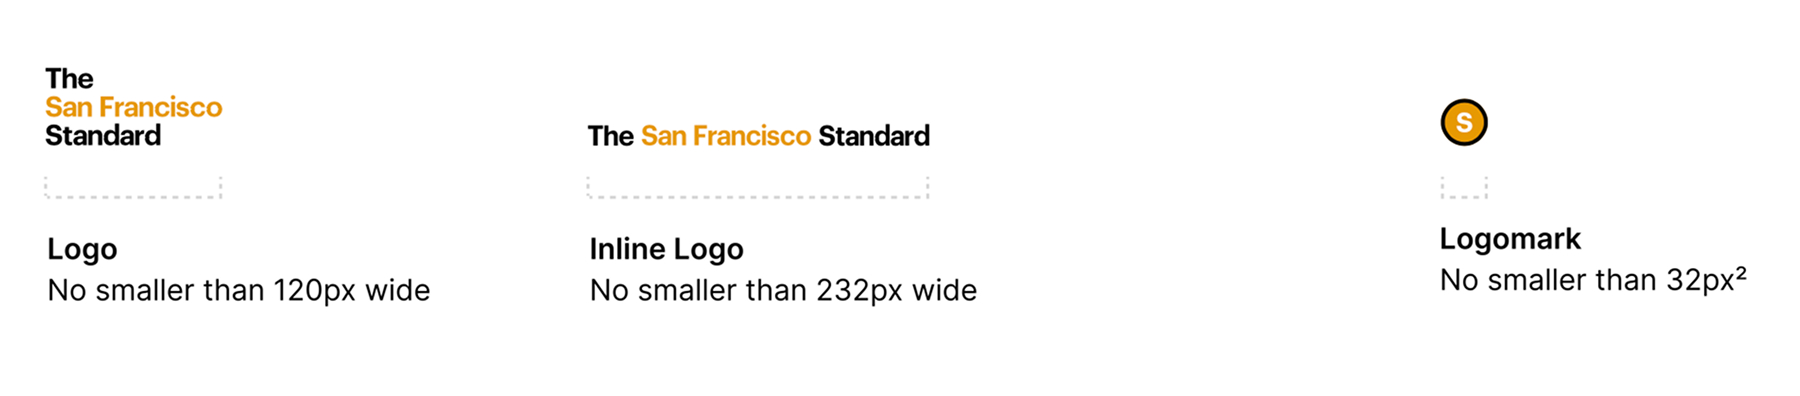 The
San Francisco
Standard
Logo
No smaller than 120px wide
The San Francisco Standard
Inline Logo
No smaller than 232px wide
S
Logomark
No smaller than 32px²